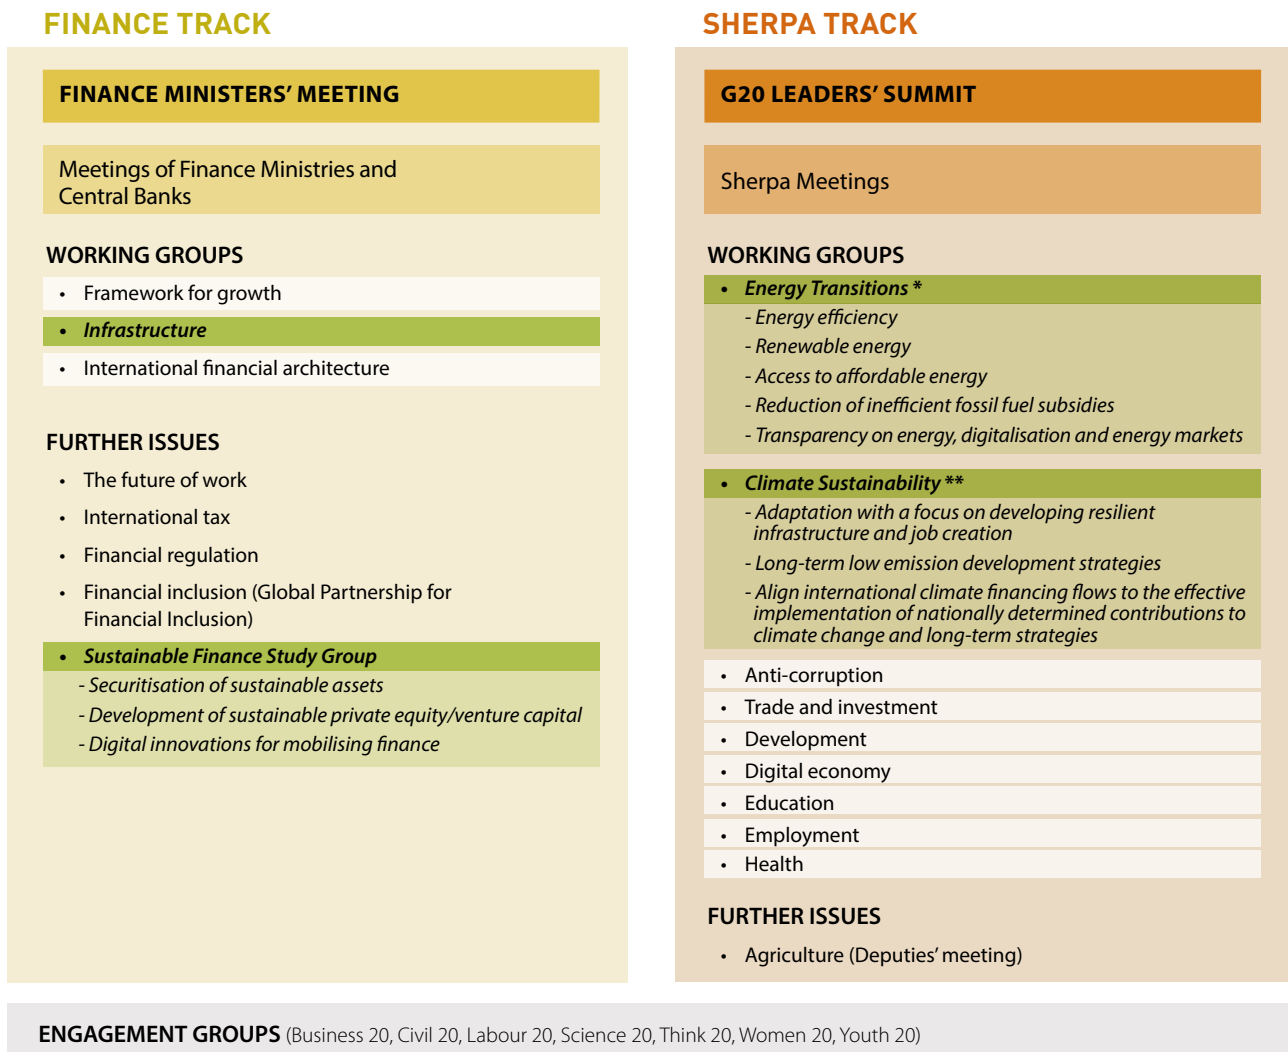 FINANCE TRACK
FINANCE MINISTERS’ MEETING
Meetings of Finance Ministries and
Central Banks
WORKING GROUPS
• Framework for growth
• Infrastructure
• International financial architecture
FURTHER ISSUES
• The future of work
• International tax
• Financial regulation
• Financial inclusion (Global Partnership for
Financial Inclusion)
• Sustainable Finance Study Group
- Securitisation of sustainable assets
- Development of sustainable private equity/venture capital
- Digital innovations for mobilising finance
SHERPA TRACK
G20 LEADERS’ SUMMIT
Sherpa Meetings
WORKING GROUPS
• Energy Transitions *
- Energy efficiency
- Renewable energy
- Access to affordable energy
- Reduction of inefficient fossil fuel subsidies
- Transparency on energy, digitalisation and energy markets
• Climate Sustainability **
- Adaptation with a focus on developing resilient
infrastructure and job creation
- Long-term low emission development strategies
- Align international climate financing flows to the effective
implementation of nationally determined contributions to
climate change and long-term strategies
• Anti-corruption
• Trade and investment
• Development
• Digital economy
• Education
• Employment
• Health
FURTHER ISSUES
• Agriculture (Deputies’ meeting)
ENGAGEMENT GROUPS (Business 20, Civil 20, Labour 20, Science 20, Think 20, Women 20, Youth 20)